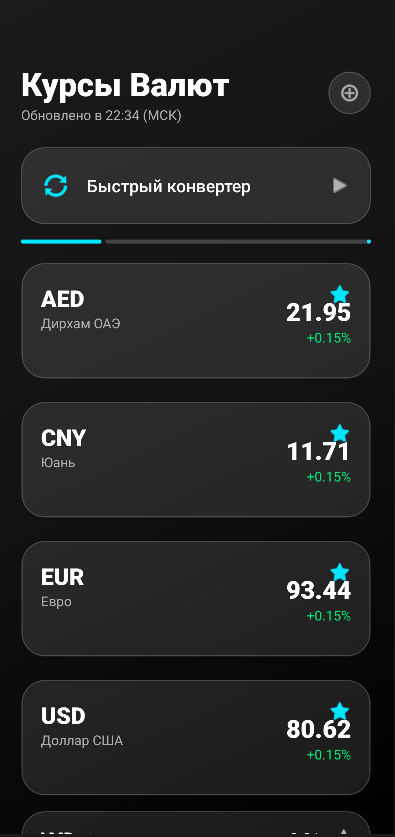 Курсы Валют
Обновлено в 22:34 (МСК)
Быстрый конвертер
AED
21.95
Дирхам ОАЭ
+0.15%
CNY
11.71
Юань
+0.15%
EUR
93.44
Евро
+0.15%
USD
80.62
Доллар США
+0.15%